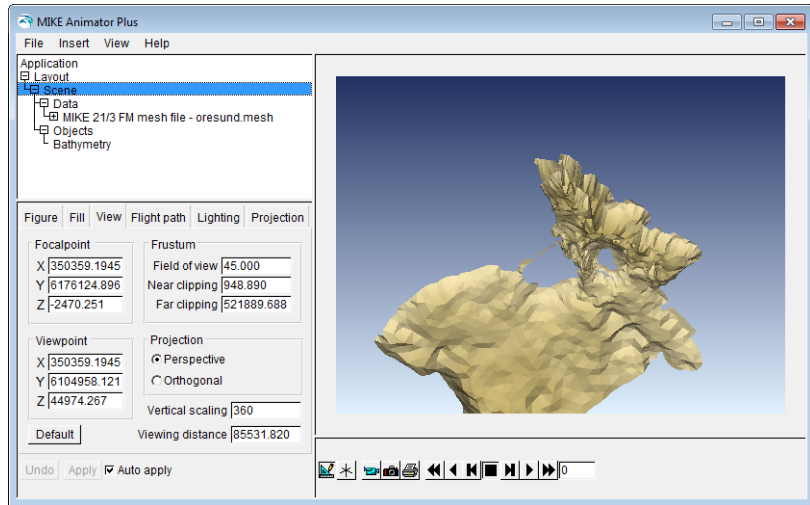 MIKE Animator Plus
File Insert View Help
Application
Layout
Scene
Data
MIKE 21/3 FM mesh file - oresund.mesh
Objects
Bathymetry
Figure Fill View Flight path Lighting Projection
Focalpoint
X 350359.1945
Y 6176124.896
Z -2470.251
Frustum
Field of view 45.000
Near clipping 948.890
Far clipping 521889.688
Viewpoint
X 350359.1945
Y 6104958.121
Z 44974.267
Default
Projection
Perspective
Orthogonal
Vertical scaling 360
Viewing distance 85531.820
Undo Apply Auto apply
0